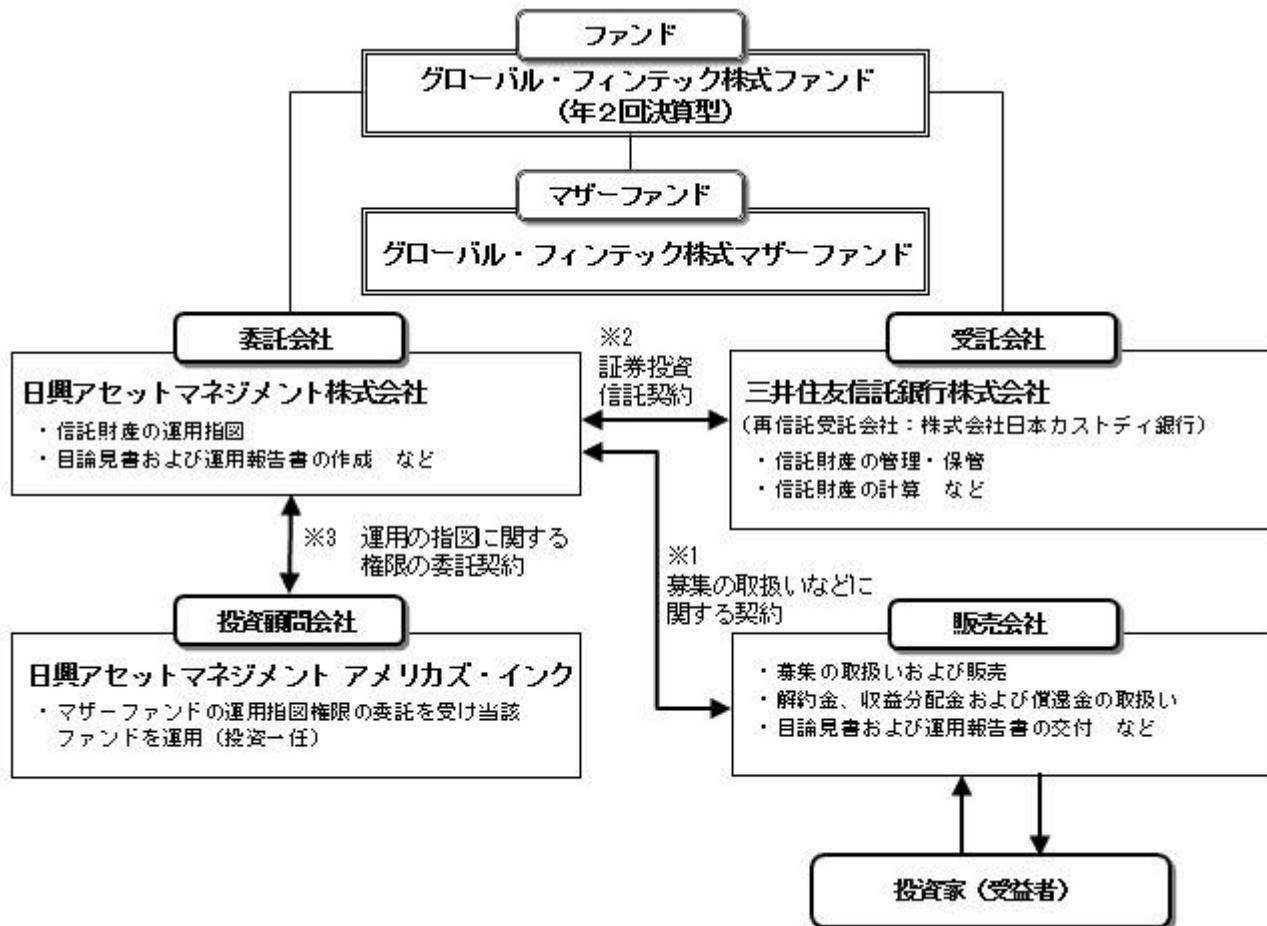 ファンド
グローバル・フィンテック株式ファンド
（年２回決算型）
マザーファンド
グローバル・フィンテック株式マザーファンド
委託会社
日興アセットマネジメント株式会社
・信託財産の運用指図
・目論見書および運用報告書の作成　など
※2
証券投資
信託契約
受託会社
三井住友信託銀行株式会社
（再信託受託会社：株式会社日本カストディ銀行）
・信託財産の管理・保管
・信託財産の計算　など
※3　運用の指図に関する
権限の委託契約
※1
募集の取扱いなどに
関する契約
投資顧問会社
日興アセットマネジメント アメリカズ・インク
・マザーファンドの運用指図権限の委託を受け当該
ファンドを運用（投資一任）
販売会社
・募集の取扱いおよび販売
・解約金、収益分配金および償還金の取扱い
・目論見書および運用報告書の交付　など
投資家（受益者）